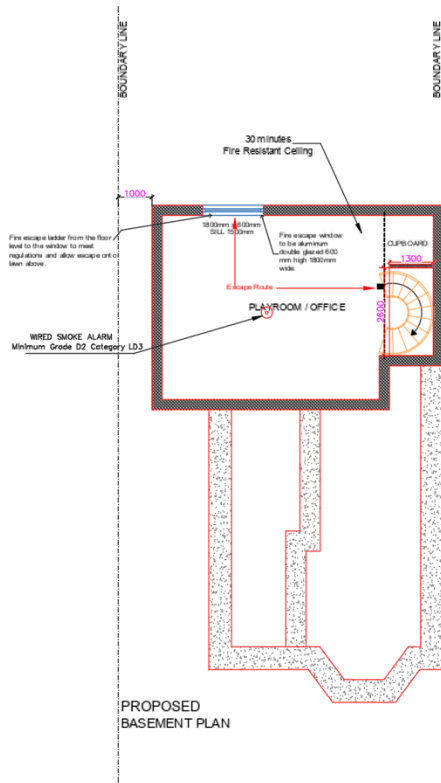 BOUNDARY LINE
BOUNDARY LINE
30 minutes
Fire Resistant Ceiling
1000
Fire escape ladder from the floor
level to the window to meet
regulations and allow escape onto
lawn above.
1800mm x 600mm
SILL 1500mm
Fire escape window
to be aluminum
double glazed 600
mm high 1800mm
wide.
CUPBOARD
1300
Escape Route
PLAYROOM / OFFICE
2600
WIRED SMOKE ALARM
Minimum Grade D2 Category LD3
PROPOSED
BASEMENT PLAN